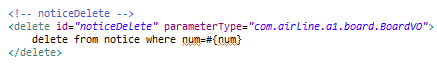 <!-- noticeDelete -->
<delete id="noticeDelete" parameterType="com.airline.a1.board.BoardVO">
delete from notice where num=#{num}
</delete>